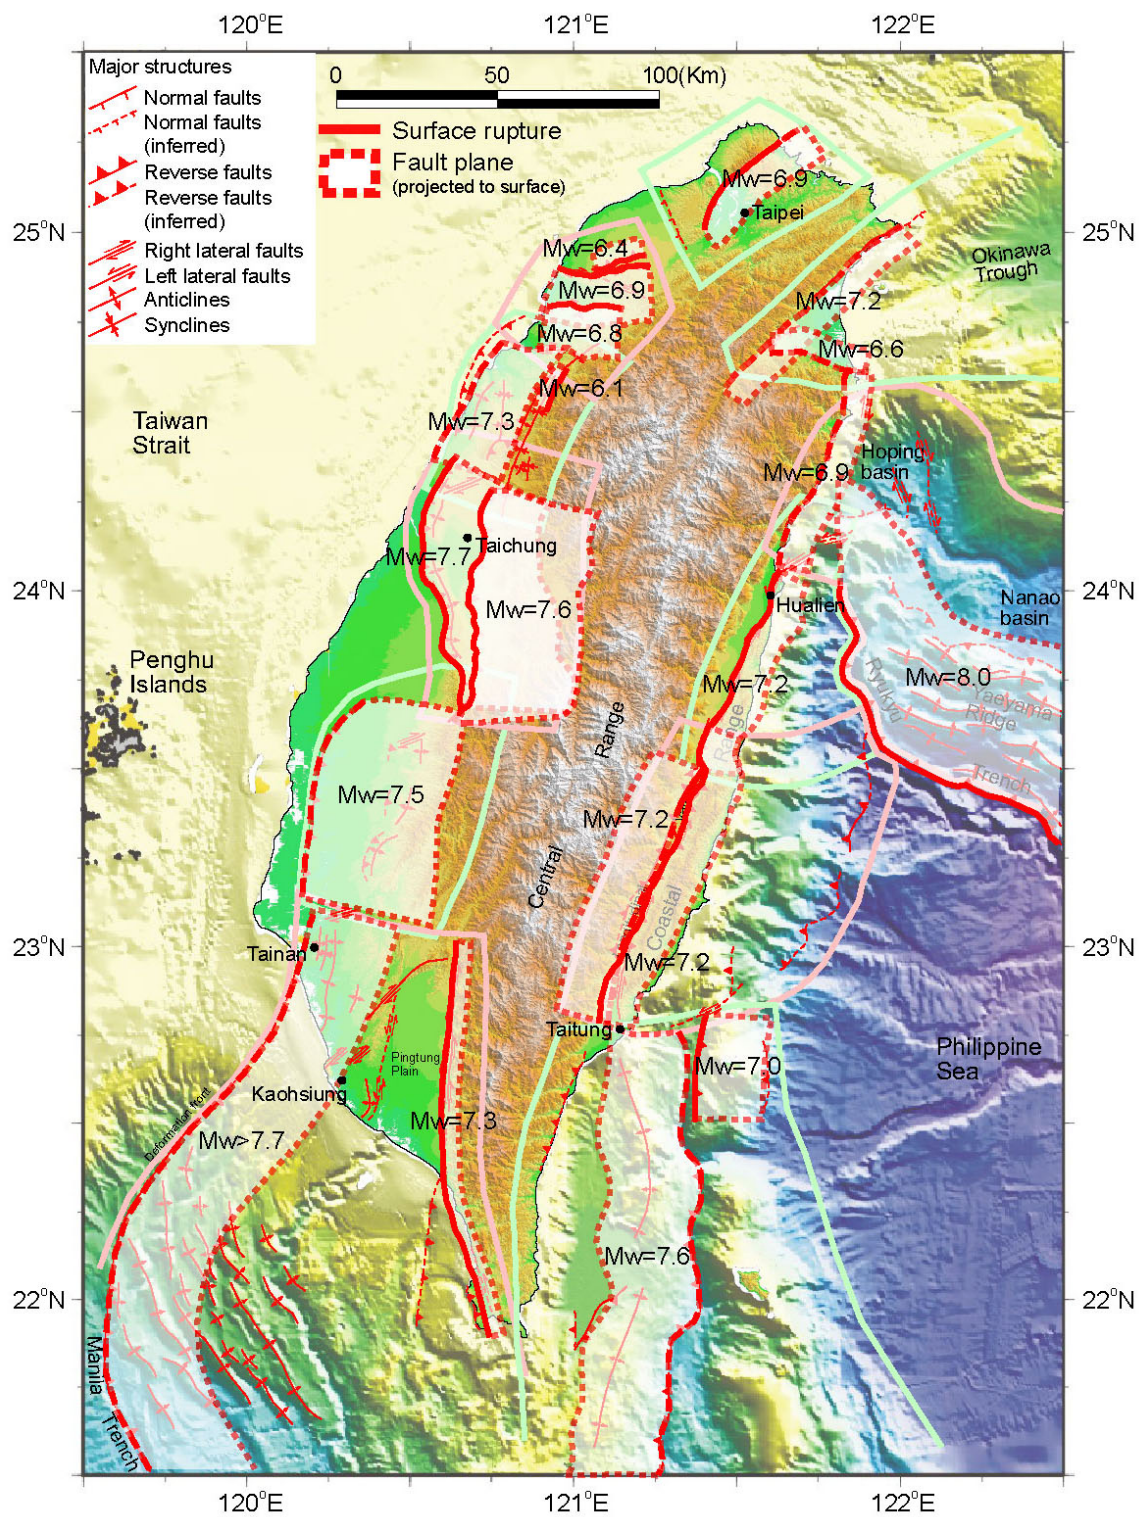 120°E
121°E
122°E
Major structures
Normal faults
Normal faults
(inferred)
Reverse faults
Reverse faults
(inferred)
Right lateral faults
Left lateral faults
Anticlines
Synclines
0
50
100(Km)
Surface rupture
Fault plane
(projected to surface)
Mw=6.9
Taipei
25°N
25°N
Mw=6.4
Okinawa
Trough
Mw=6.9
Mw=7.2
Mw=6.8
Mw=6.6
Mw=6.1
Taiwan
Strait
Mw=7.3
Hoping
basin
Mw=6.9
Taichung
Mw=7.7
24°N
24°N
Mw=7.6
Hualien
Nanao
basin
Penghu
Islands
Mw=8.0
Mw=7.2
Ryukyu
Yaeyama
Ridge
Trench
Range
Range
Mw=7.5
Mw=7.2
Central
Coastal
23°N
23°N
Tainan
Mw=7.2
Taitung
Pingtung
Plain
Mw=7.0
Philippine
Sea
Kaohsiung
Deformation front
Mw>7.7
Mw=7.3
Mw=7.6
22°N
22°N
Manila
Trench
120°E
121°E
122°E